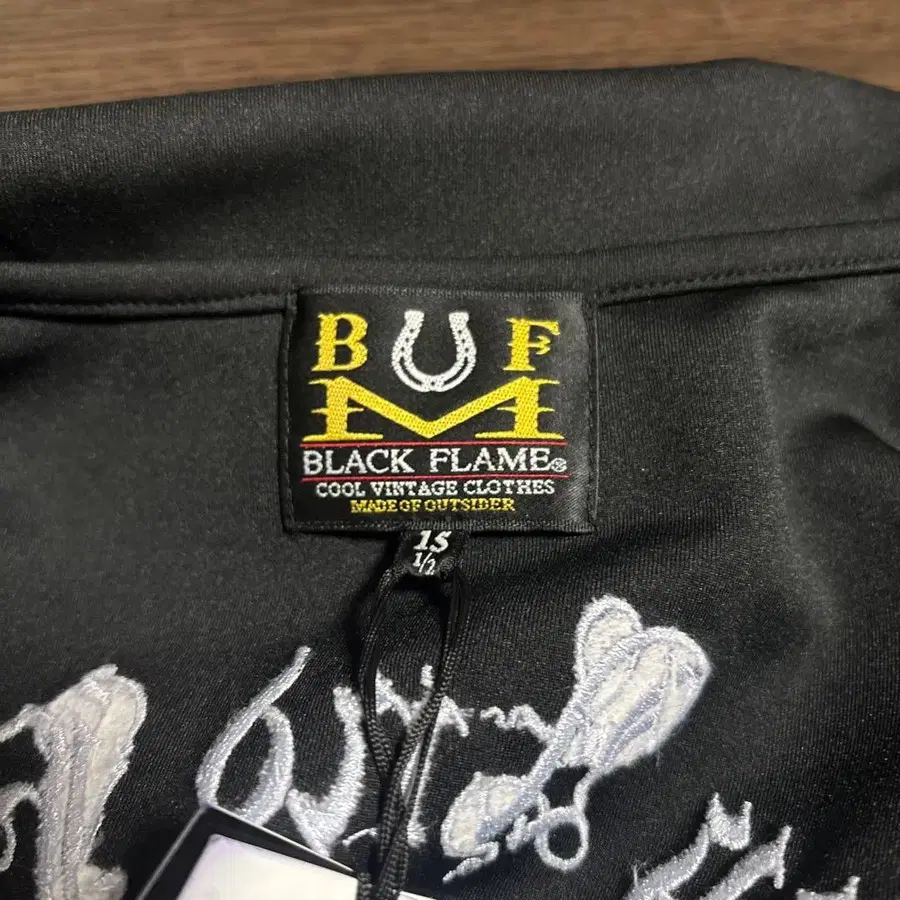 B F
M
BLACK FLAME®
COOL VINTAGE CLOTHES
MADE OF OUTSIDER
15
1/2